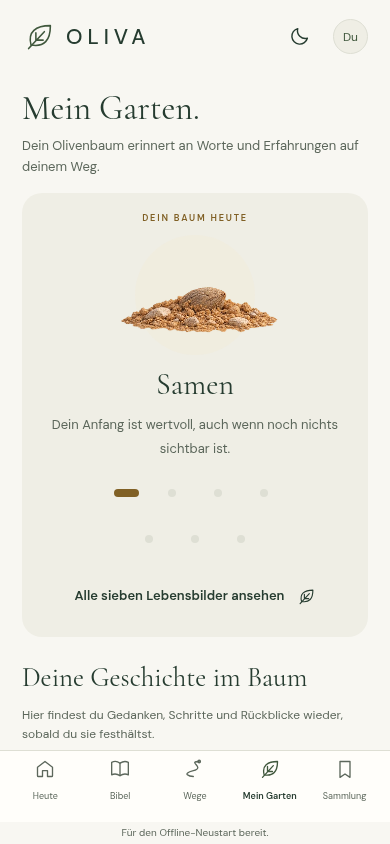 OLIVA
Du
Mein Garten.
Dein Olivenbaum erinnert an Worte und Erfahrungen auf
deinem Weg.
DEIN BAUM HEUTE
Samen
Dein Anfang ist wertvoll, auch wenn noch nichts
sichtbar ist.
Alle sieben Lebensbilder ansehen
Deine Geschichte im Baum
Hier findest du Gedanken, Schritte und Rückblicke wieder,
sobald du sie festhältst.
Heute Bibel Wege Mein Garten Sammlung
Für den Offline-Neustart bereit.